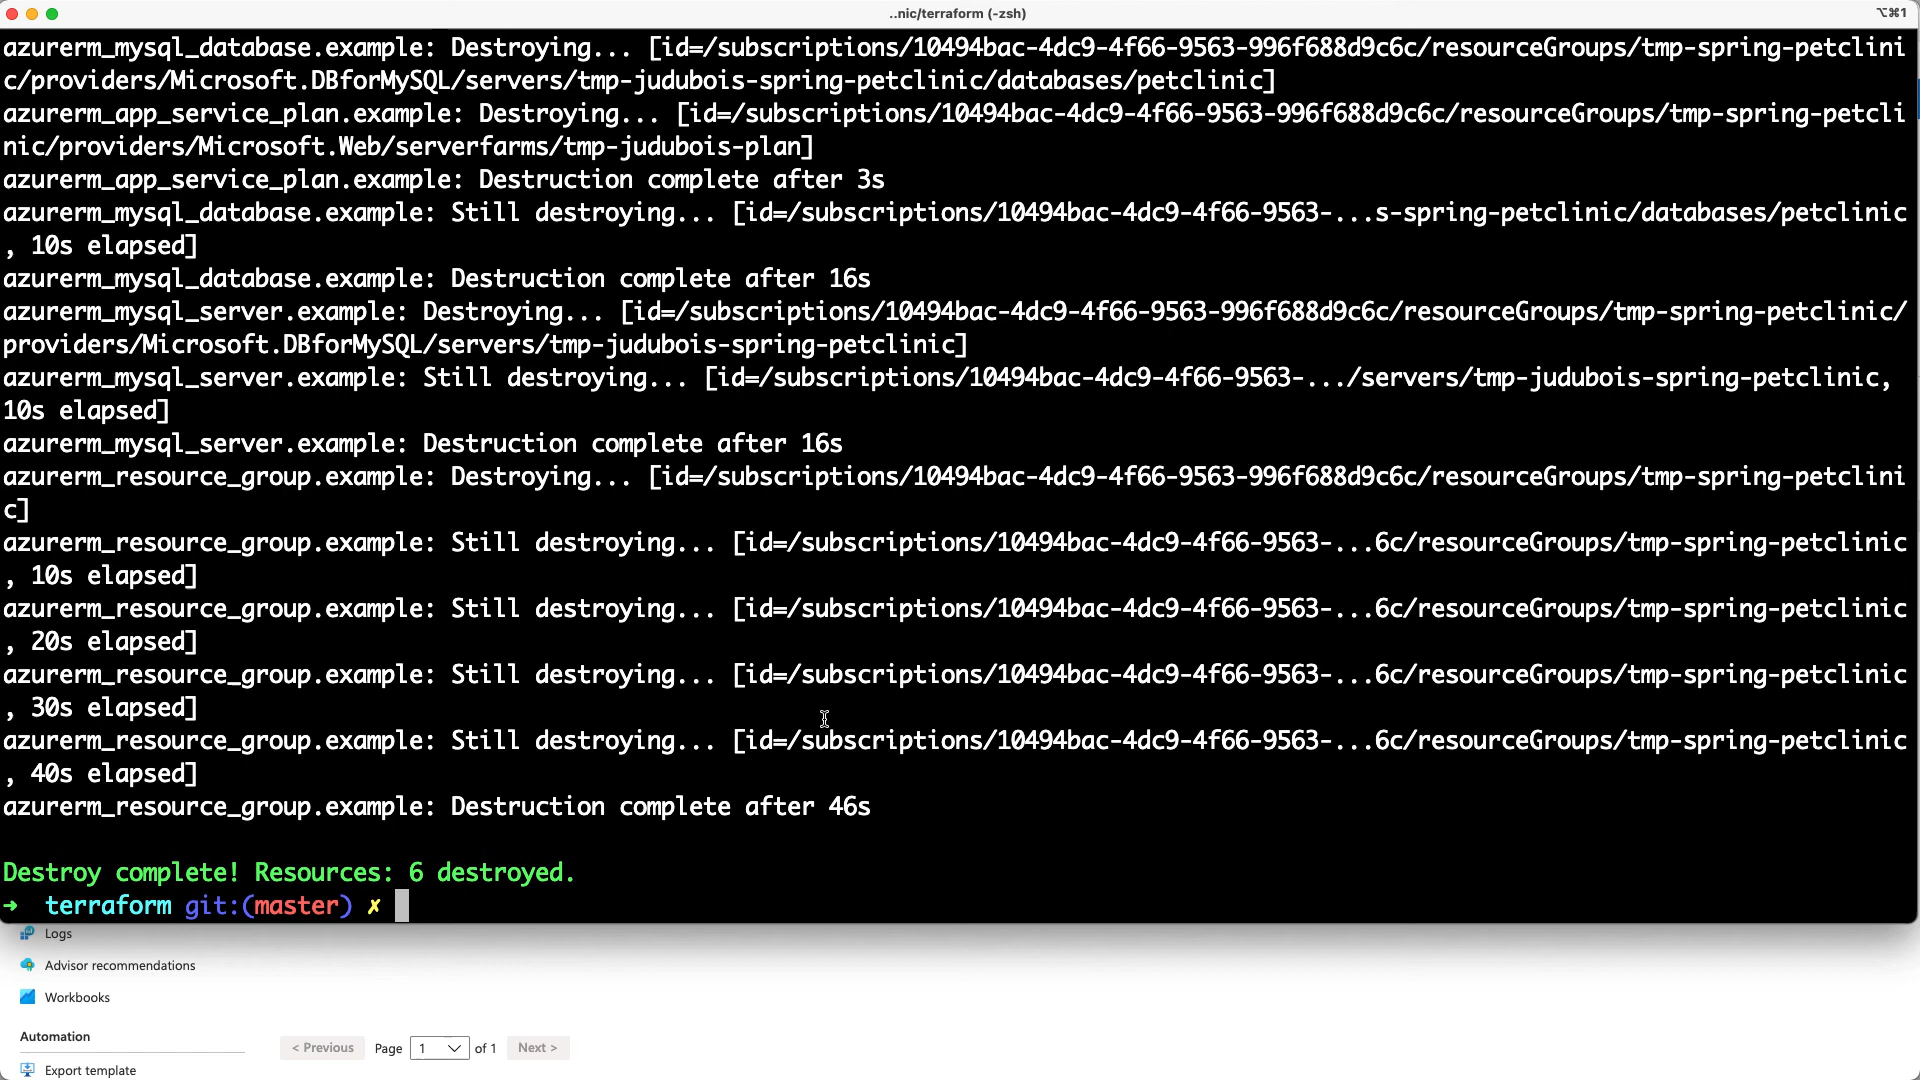 ..nic/terraform (-zsh)
⌥⌘1
azurerm_mysql_database.example: Destroying... [id=/subscriptions/10494bac-4dc9-4f66-9563-996f688d9c6c/resourceGroups/tmp-spring-petclini
c/providers/Microsoft.DBforMySQL/servers/tmp-judubois-spring-petclinic/databases/petclinic]
azurerm_app_service_plan.example: Destroying... [id=/subscriptions/10494bac-4dc9-4f66-9563-996f688d9c6c/resourceGroups/tmp-spring-petcli
nic/providers/Microsoft.Web/serverfarms/tmp-judubois-plan]
azurerm_app_service_plan.example: Destruction complete after 3s
azurerm_mysql_database.example: Still destroying... [id=/subscriptions/10494bac-4dc9-4f66-9563-...s-spring-petclinic/databases/petclinic
, 10s elapsed]
azurerm_mysql_database.example: Destruction complete after 16s
azurerm_mysql_server.example: Destroying... [id=/subscriptions/10494bac-4dc9-4f66-9563-996f688d9c6c/resourceGroups/tmp-spring-petclinic/
providers/Microsoft.DBforMySQL/servers/tmp-judubois-spring-petclinic]
azurerm_mysql_server.example: Still destroying... [id=/subscriptions/10494bac-4dc9-4f66-9563-.../servers/tmp-judubois-spring-petclinic,
10s elapsed]
azurerm_mysql_server.example: Destruction complete after 16s
azurerm_resource_group.example: Destroying... [id=/subscriptions/10494bac-4dc9-4f66-9563-996f688d9c6c/resourceGroups/tmp-spring-petclini
c]
azurerm_resource_group.example: Still destroying... [id=/subscriptions/10494bac-4dc9-4f66-9563-...6c/resourceGroups/tmp-spring-petclinic
, 10s elapsed]
azurerm_resource_group.example: Still destroying... [id=/subscriptions/10494bac-4dc9-4f66-9563-...6c/resourceGroups/tmp-spring-petclinic
, 20s elapsed]
azurerm_resource_group.example: Still destroying... [id=/subscriptions/10494bac-4dc9-4f66-9563-...6c/resourceGroups/tmp-spring-petclinic
, 30s elapsed]
azurerm_resource_group.example: Still destroying... [id=/subscriptions/10494bac-4dc9-4f66-9563-...6c/resourceGroups/tmp-spring-petclinic
, 40s elapsed]
azurerm_resource_group.example: Destruction complete after 46s
Destroy complete! Resources: 6 destroyed.
➜ terraform git:(master) ✗
Logs
Advisor recommendations
Workbooks
Automation
Export template
< Previous Page 1 of 1 Next >